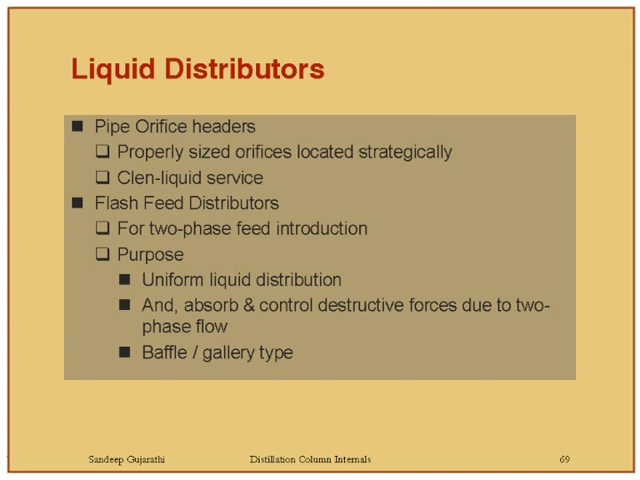 Liquid Distributors
Pipe Orifice headers
Properly sized orifices located strategically
Clen-liquid service
Flash Feed Distributors
For two-phase feed introduction
Purpose
Uniform liquid distribution
And, absorb & control destructive forces due to two-
phase flow
Baffle / gallery type
Sandeep Gujarathi Distillation Column Internals 69